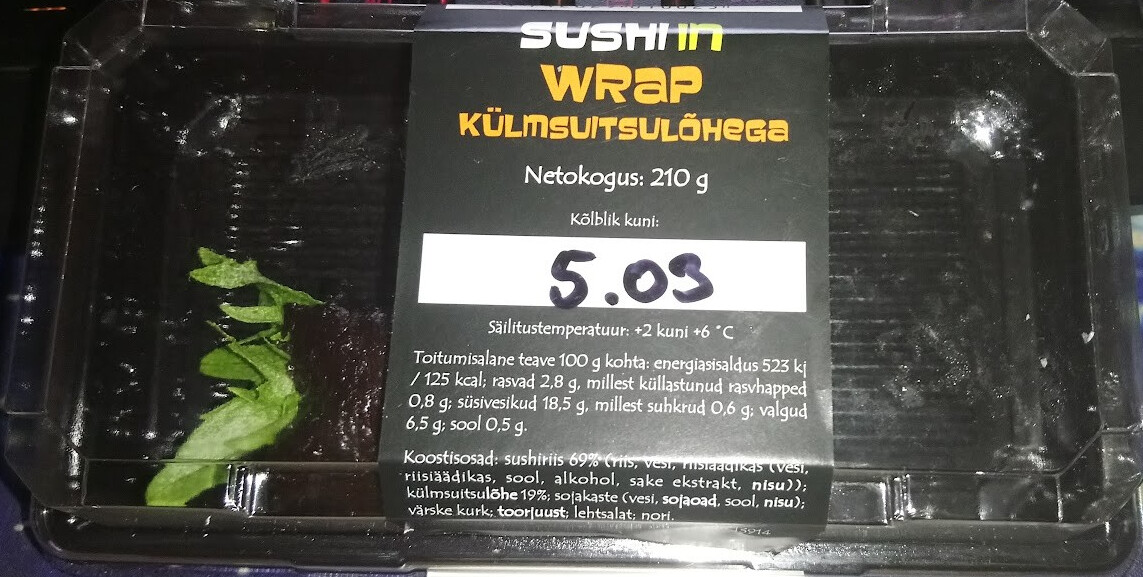 SUSHI IN
WRAP
KÜLMSUITSULÕHEGA
Netokogus: 210 g
Kõlblik kuni:
5.09
Säilitustemperatuur: +2 kuni +6 °C
Toitumisalane teave 100 g kohta: energiasisaldus 523 kj
/ 125 kcal; rasvad 2,8 g, millest küllastunud rasvhapped
0,8 g; süsivesikud 18,5 g, millest suhkrud 0,6 g; valgud
6,5 g; sool 0,5 g.
Koostisosad: sushiriis 69% (riis, vesi, riisiäädikas (vesi,
riisiäädikas, sool, alkohol, sake ekstrakt, nisu));
külmsuitsulõhe 19%; sojakaste (vesi, sojaoad, sool, nisu);
värske kurk; toorjuust; lehtsalat; nori.